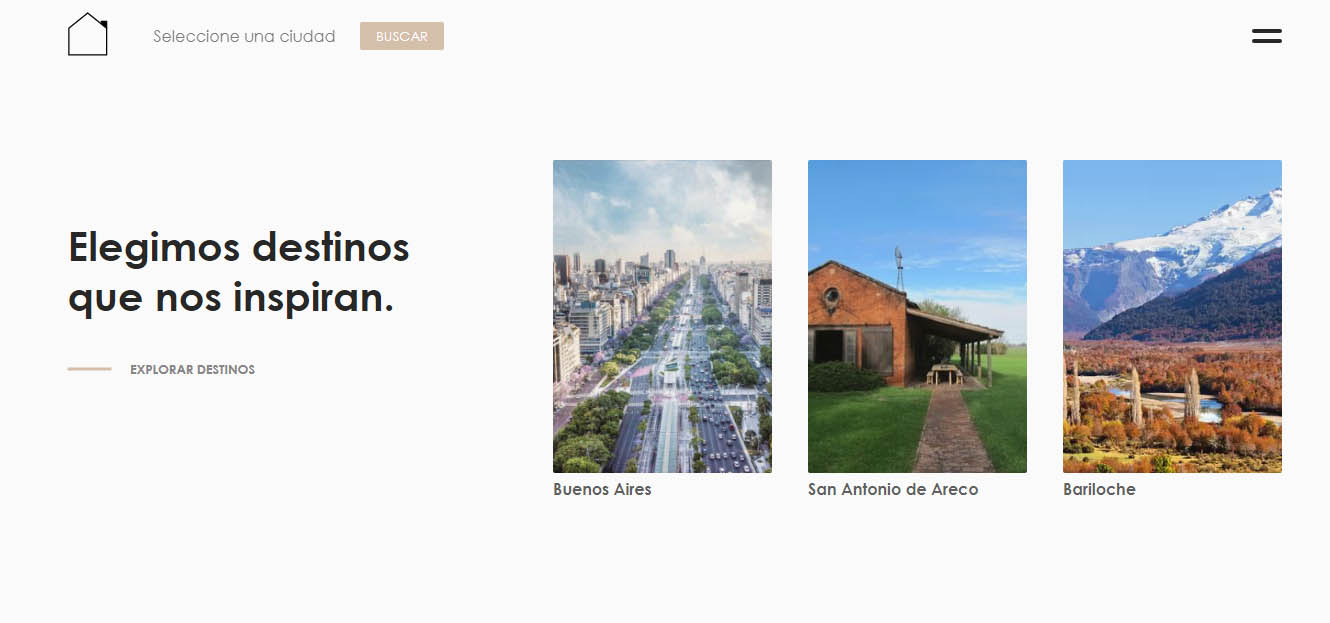 Seleccione una ciudad
BUSCAR
Elegimos destinos
que nos inspiran.
EXPLORAR DESTINOS
Buenos Aires
San Antonio de Areco
Bariloche